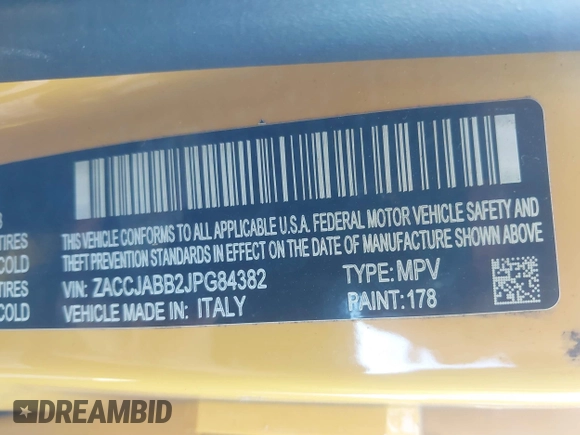 3
TIRES
COLD
TIRES
COLD
THIS VEHICLE CONFORMS TO ALL APPLICABLE U.S.A. FEDERAL MOTOR VEHICLE SAFETY AND
THEFT PREVENTION STANDARDS IN EFFECT ON THE DATE OF MANUFACTURE SHOWN ABOVE
VIN: ZACCJABB2JPG84382
TYPE: MPV
VEHICLE MADE IN: ITALY
PAINT: 178
DREAMBID